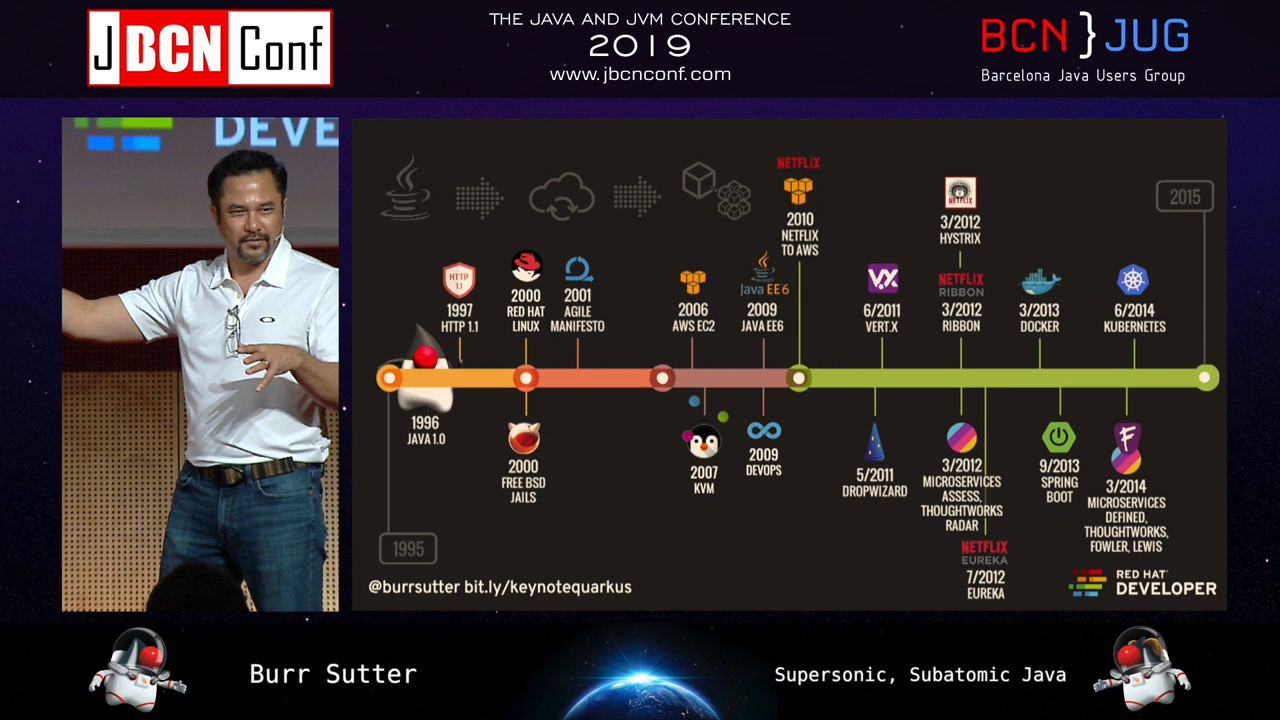 JBCNConf
THE JAVA AND JVM CONFERENCE
2019
www.jbcnconf.com
BCN}JUG
Barcelona Java Users Group
DEVE
NETFLIX
2010
NETFLIX
TO AWS
NETFLIX
3/2012
HYSTRIX
2015
HTTP
1.1
1997
HTTP 1.1
2000
RED HAT
LINUX
2001
AGILE
MANIFESTO
2006
AWS EC2
Java EE6
2009
JAVA EE6
VX
6/2011
VERT.X
NETFLIX
RIBBON
3/2012
RIBBON
3/2013
DOCKER
6/2014
KUBERNETES
1996
JAVA 1.0
2000
FREE BSD
JAILS
2007
KVM
2009
DEVOPS
5/2011
DROPWIZARD
3/2012
MICROSERVICES
ASSESS,
THOUGHTWORKS
RADAR
9/2013
SPRING
BOOT
F
3/2014
MICROSERVICES
DEFINED,
THOUGHTWORKS,
FOWLER, LEWIS
1995
NETFLIX
EUREKA
7/2012
EUREKA
@burrsutter bit.ly/keynotequarkus
RED HAT
DEVELOPER
Burr Sutter
Supersonic, Subatomic Java